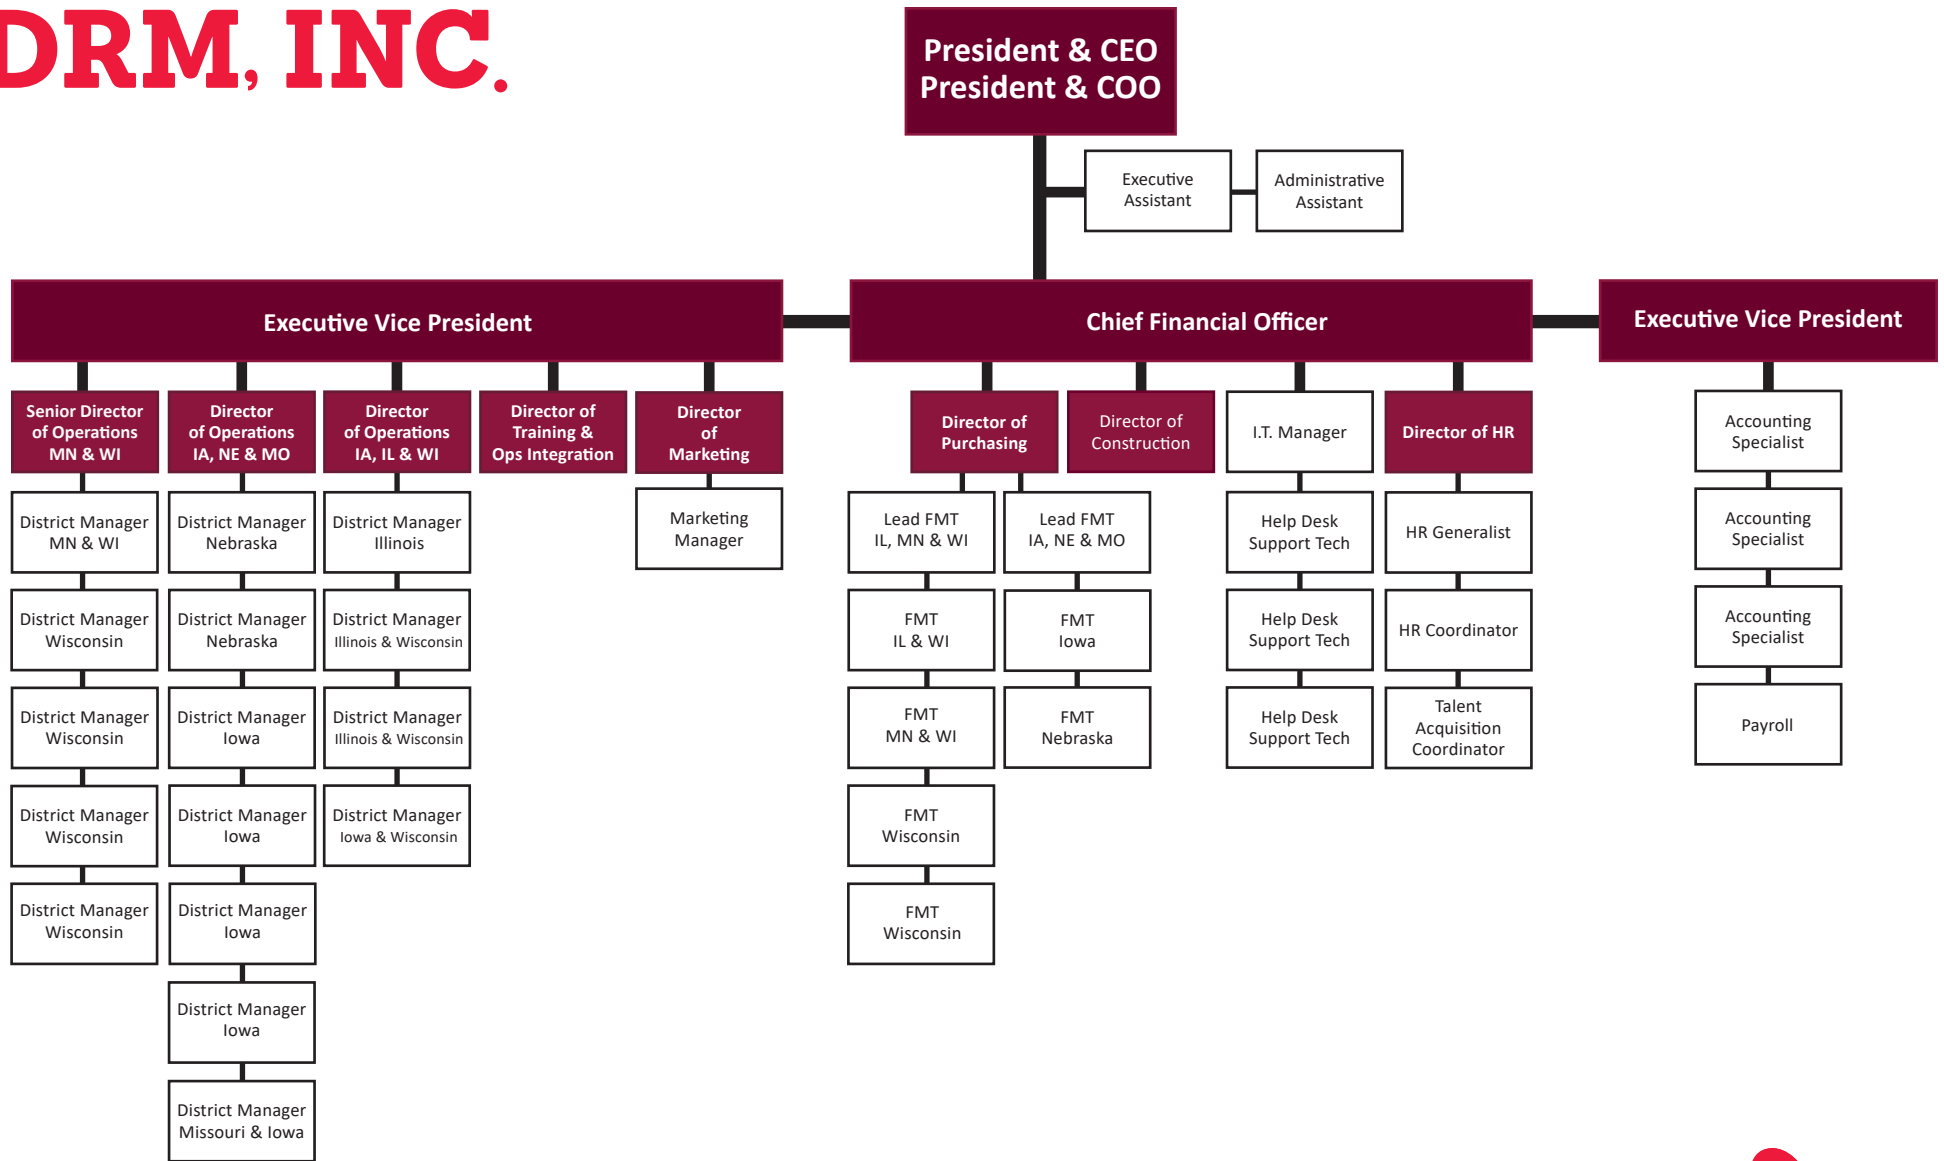 DRM, INC.
President & CEO
President & COO
Executive
Assistant
Administrative
Assistant
Executive Vice President
Chief Financial Officer
Executive Vice President
Senior Director
of Operations
MN & WI
District Manager
MN & WI
District Manager
Wisconsin
District Manager
Wisconsin
District Manager
Wisconsin
District Manager
Wisconsin
Director
of Operations
IA, NE & MO
District Manager
Nebraska
District Manager
Nebraska
District Manager
Iowa
District Manager
Iowa
District Manager
Iowa
District Manager
Iowa
District Manager
Missouri & Iowa
Director
of Operations
IA, IL & WI
District Manager
Illinois
District Manager
Illinois & Wisconsin
District Manager
Illinois & Wisconsin
District Manager
Iowa & Wisconsin
Director of
Training &
Ops Integration
Director
of
Marketing
Marketing
Manager
Director of
Purchasing
Lead FMT
IL, MN & WI
FMT
IL & WI
FMT
MN & WI
FMT
Wisconsin
FMT
Wisconsin
Lead FMT
IA, NE & MO
FMT
Iowa
FMT
Nebraska
Director of
Construction
I.T. Manager
Help Desk
Support Tech
Help Desk
Support Tech
Help Desk
Support Tech
Director of HR
HR Generalist
HR Coordinator
Talent
Acquisition
Coordinator
Accounting
Specialist
Accounting
Specialist
Accounting
Specialist
Payroll